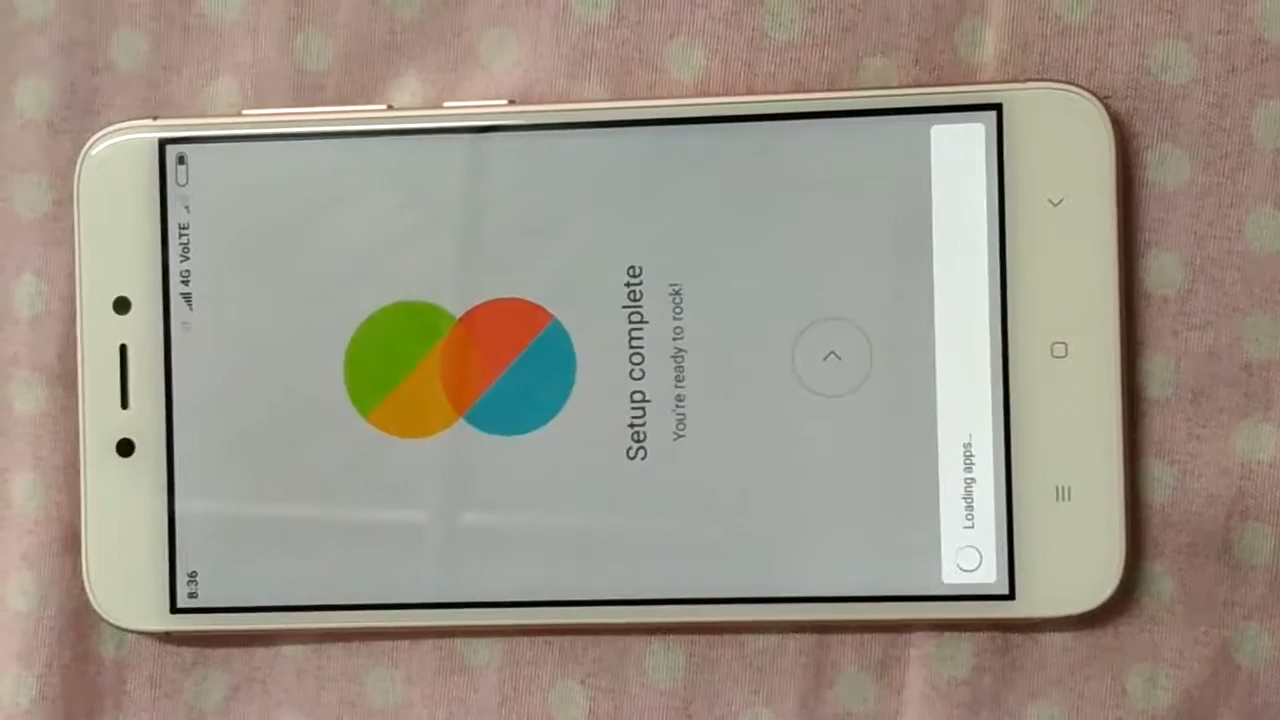 8:36
4G VoLTE
Setup complete
You're ready to rock!
Loading apps...